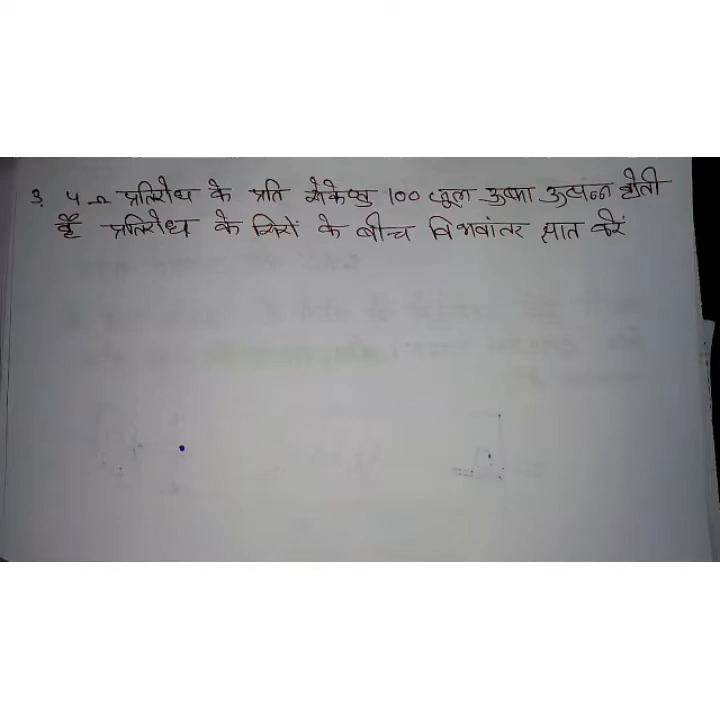 3. 4 Ω प्रतिरोध के प्रति सेकेण्ड 100 जूल ऊष्मा उत्पन्न होती
है प्रतिरोध के सिरों के बीच विभवांतर ज्ञात करें